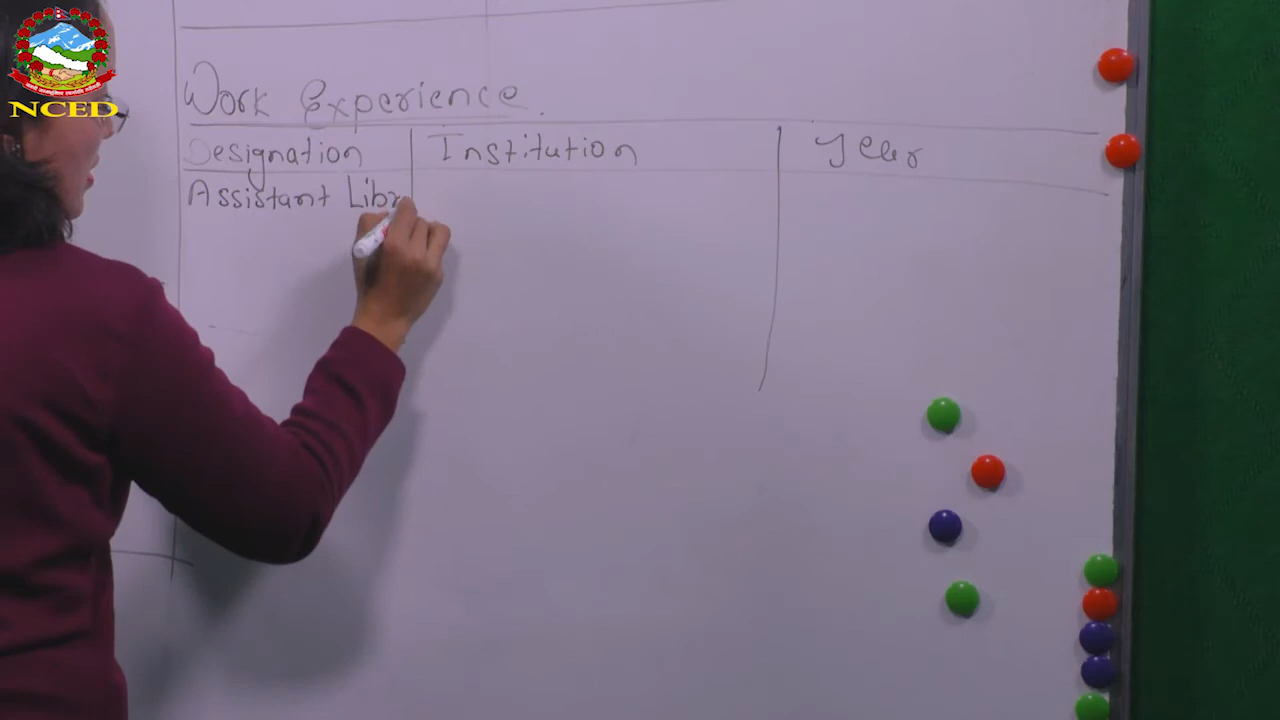 NCED
Work Experience.
Designation Institution Year
Assistant Libr